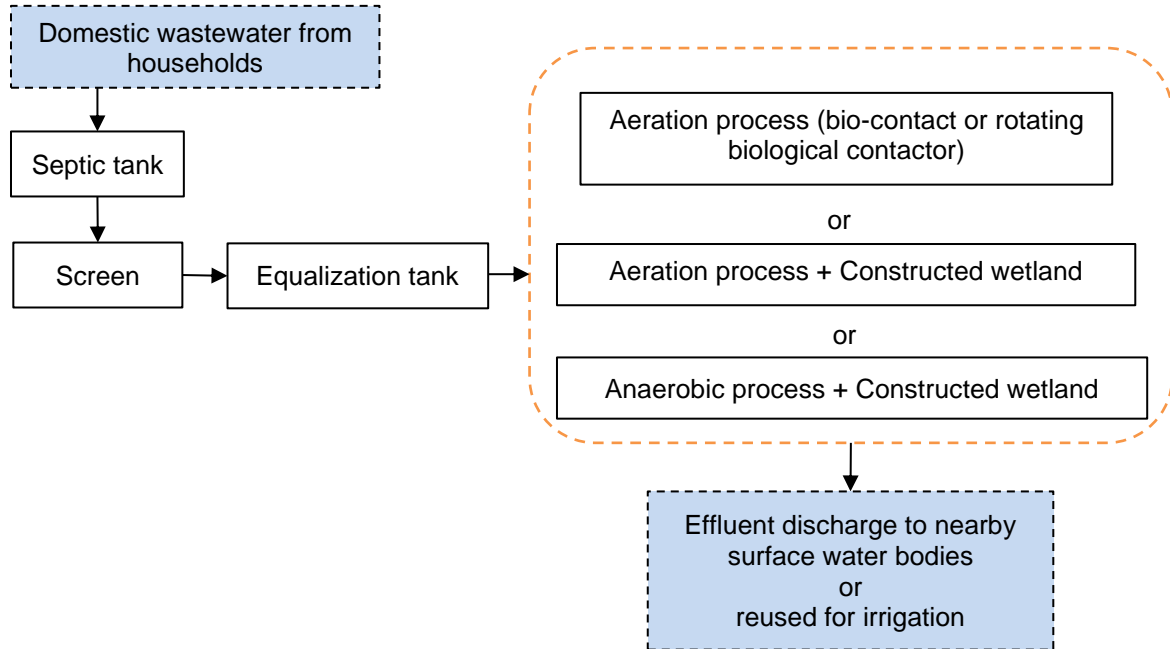 Domestic wastewater from
households
Septic tank
Screen
Equalization tank
Aeration process (bio-contact or rotating
biological contactor)
or
Aeration process + Constructed wetland
or
Anaerobic process + Constructed wetland
Effluent discharge to nearby
surface water bodies
or
reused for irrigation